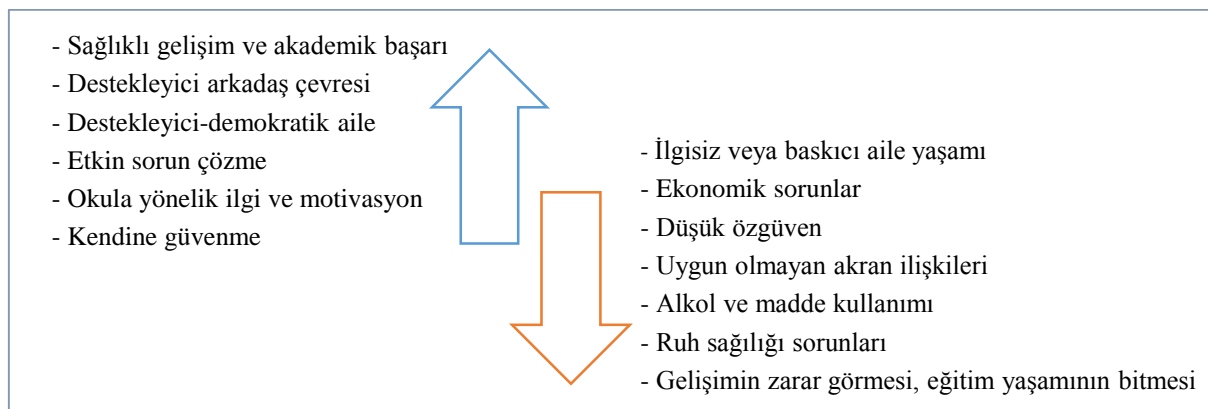 - Sağlıklı gelişim ve akademik başarı
- Destekleyici arkadaş çevresi
- Destekleyici-demokratik aile
- Etkin sorun çözme
- Okula yönelik ilgi ve motivasyon
- Kendine güvenme
- İlgisiz veya baskıcı aile yaşamı
- Ekonomik sorunlar
- Düşük özgüven
- Uygun olmayan akran ilişkileri
- Alkol ve madde kullanımı
- Ruh sağılığı sorunları
- Gelişimin zarar görmesi, eğitim yaşamının bitmesi